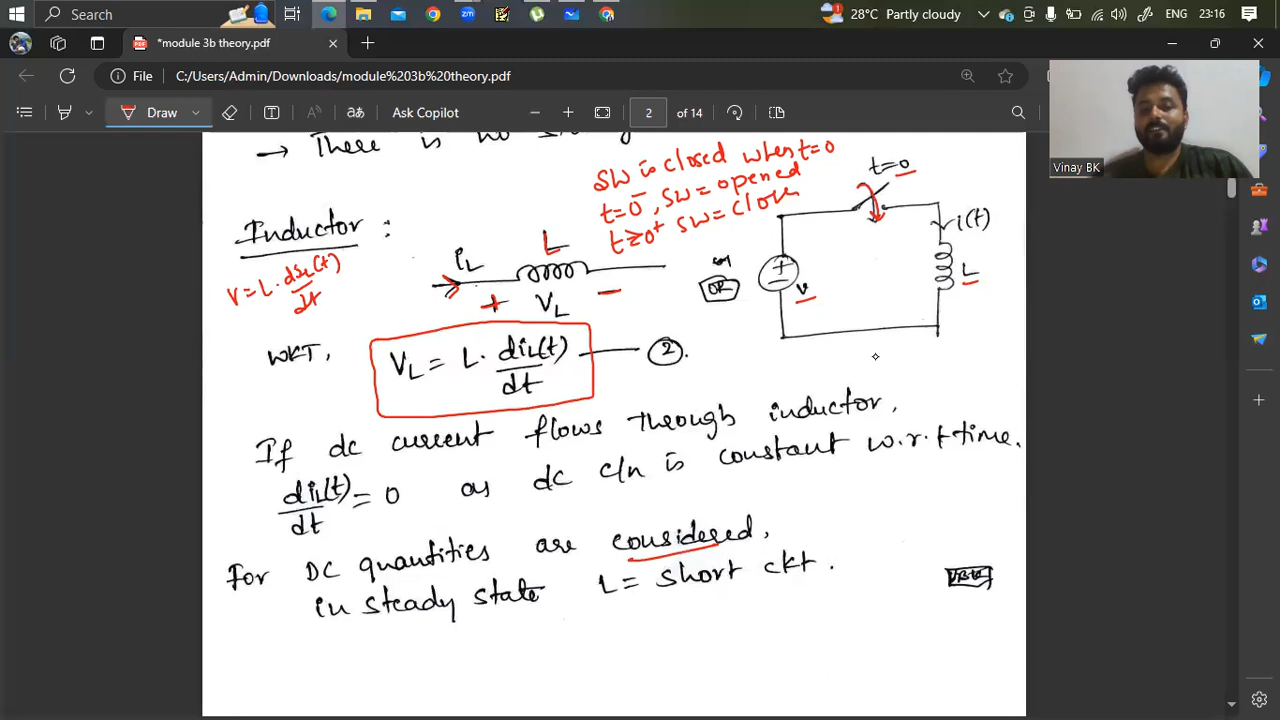 Search
28°C Partly cloudy
ENG
23:16
*module 3b theory.pdf
File
C:/Users/Admin/Downloads/module%203b%20theory.pdf
Draw
Ask Copilot
2 of 14
Vinay BK
→ There is no
SW is closed when t=0
t=0⁻, SW = opened
t≥0⁺ SW = close
t=0
Inductor :
V = L. diL(t)/dt
iL
L
+ VL −
OR
+ −
V
i(t)
L
WKT,
VL = L. diL(t)/dt — ②.
If dc current flows through inductor,
diL(t)/dt = 0 as dc c/n is constant w.r.t time.
For DC quantities are considered,
in steady state L = short ckt.